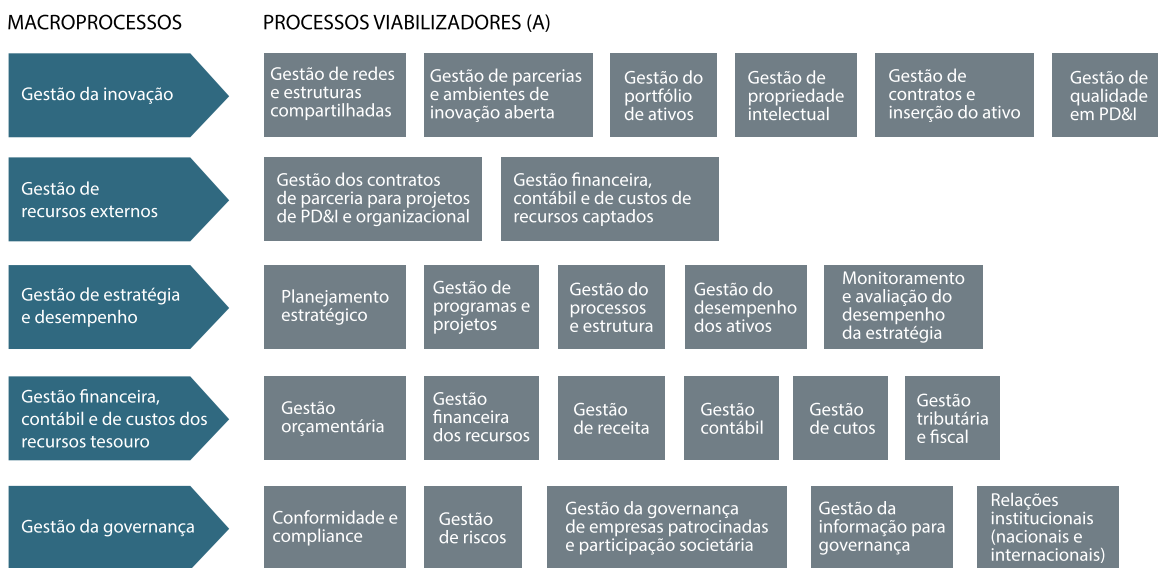 MACROPROCESSOS
PROCESSOS VIABILIZADORES (A)
Gestão da inovação
Gestão de redes
e estruturas
compartilhadas
Gestão de parcerias
e ambientes de
inovação aberta
Gestão do
portfólio
de ativos
Gestão de
propriedade
intelectual
Gestão de
contratos e
inserção do ativo
Gestão de
qualidade
em PD&I
Gestão de
recursos externos
Gestão dos contratos
de parceria para projetos
de PD&I e organizacional
Gestão financeira,
contábil e de custos de
recursos captados
Gestão de estratégia
e desempenho
Planejamento
estratégico
Gestão de
programas e
projetos
Gestão do
processos
e estrutura
Gestão do
desempenho
dos ativos
Monitoramento
e avaliação do
desempenho
da estratégia
Gestão financeira,
contábil e de custos dos
recursos tesouro
Gestão
orçamentária
Gestão
financeira
dos recursos
Gestão
de receita
Gestão
contábil
Gestão
de cutos
Gestão
tributária
e fiscal
Gestão da governança
Conformidade e
compliance
Gestão
de riscos
Gestão da governança
de empresas patrocinadas
e participação societária
Gestão da
informação para
governança
Relações
institucionais
(nacionais e
internacionais)